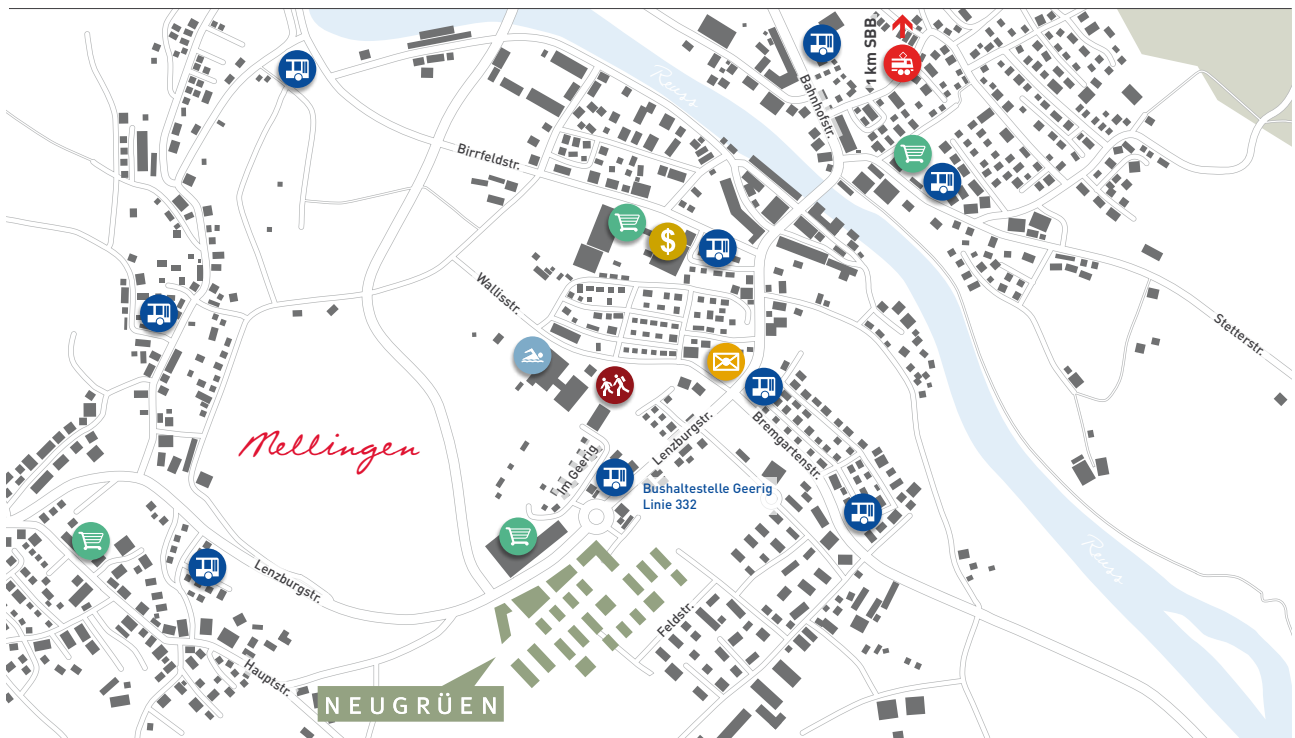 1 km SBB
Reuss
Bahnhofstr.
Birrfeldstr.
$
Wallisstr.
Stetterstr.
Mellingen
Lenzburgstr.
Bremgartenstr.
Im Geerig
Bushaltestelle Geerig
Linie 332
Reuss
Lenzburgstr.
Feldstr.
Hauptstr.
NEUGRÜEN